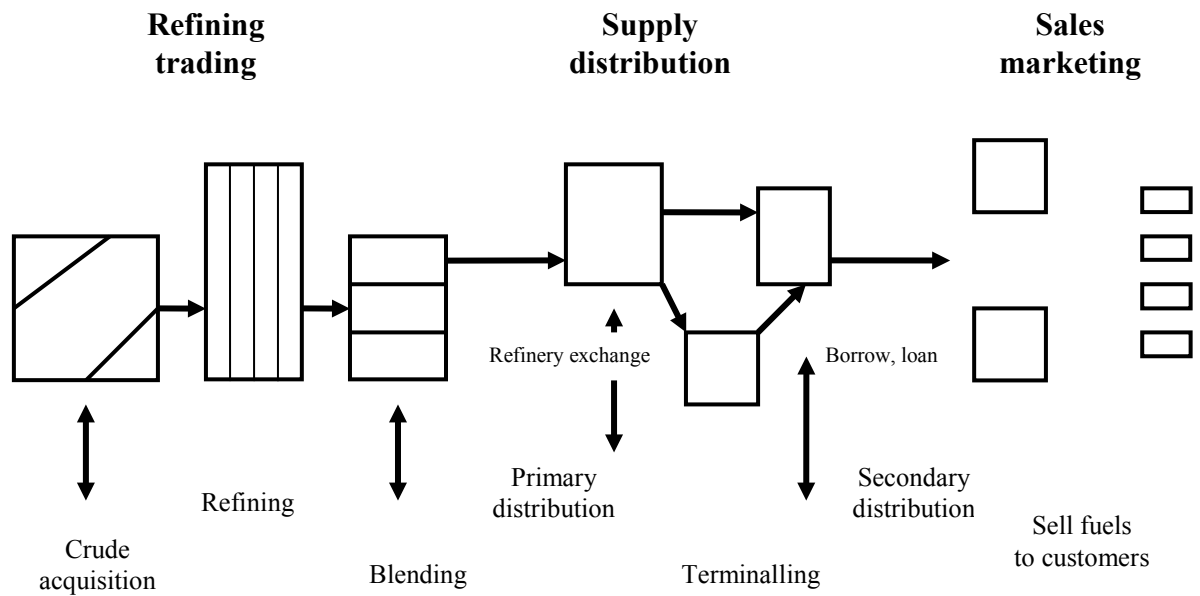 Refining
trading
Supply
distribution
Sales
marketing
Refinery exchange
Borrow, loan
Primary
distribution
Secondary
distribution
Refining
Sell fuels
to customers
Crude
acquisition
Blending
Terminalling